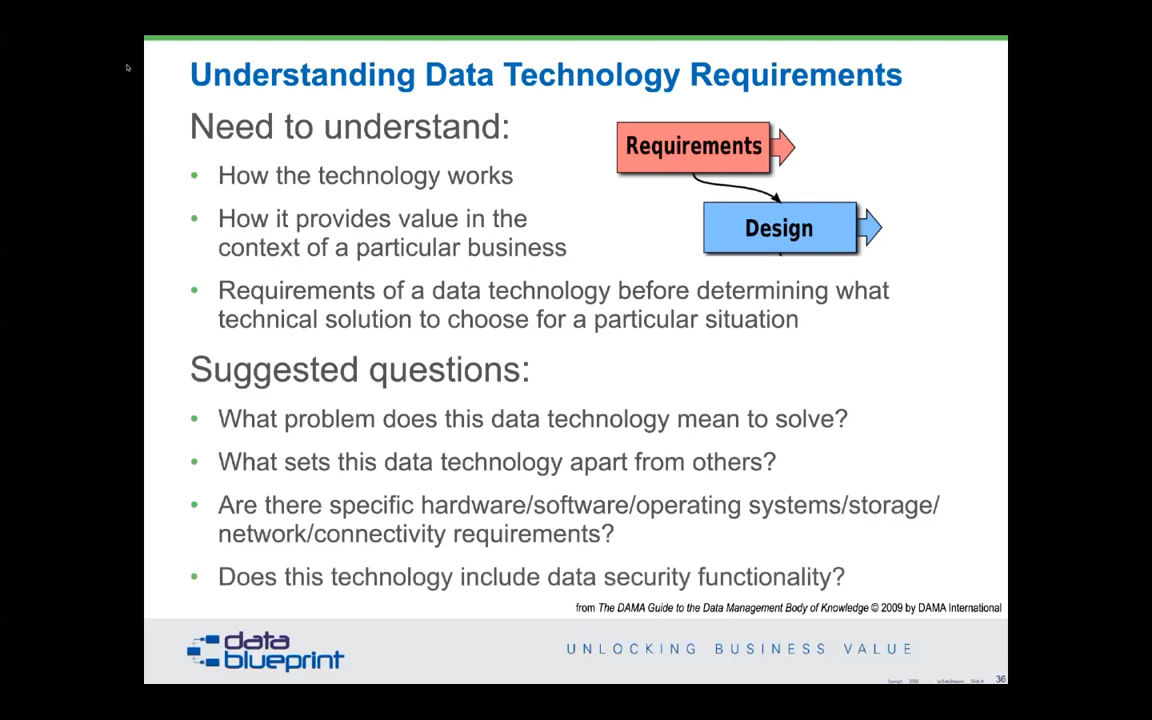 Understanding Data Technology Requirements
Need to understand:
Requirements
• How the technology works
• How it provides value in the
context of a particular business
Design
• Requirements of a data technology before determining what
technical solution to choose for a particular situation
Suggested questions:
• What problem does this data technology mean to solve?
• What sets this data technology apart from others?
• Are there specific hardware/software/operating systems/storage/
network/connectivity requirements?
• Does this technology include data security functionality?
from The DAMA Guide to the Data Management Body of Knowledge © 2009 by DAMA International
data
blueprint
UNLOCKING BUSINESS VALUE
36